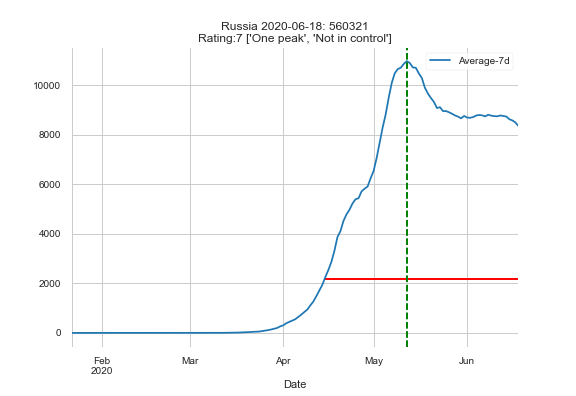 Russia 2020-06-18: 560321
Rating:7 ['One peak', 'Not in control']
Average-7d
10000
8000
6000
4000
2000
0
Feb
2020
Mar
Apr
May
Jun
Date